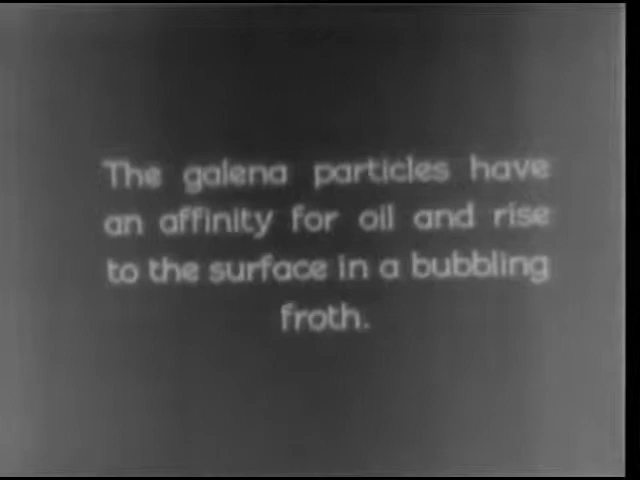 The galena particles have
an affinity for oil and rise
to the surface in a bubbling
froth.